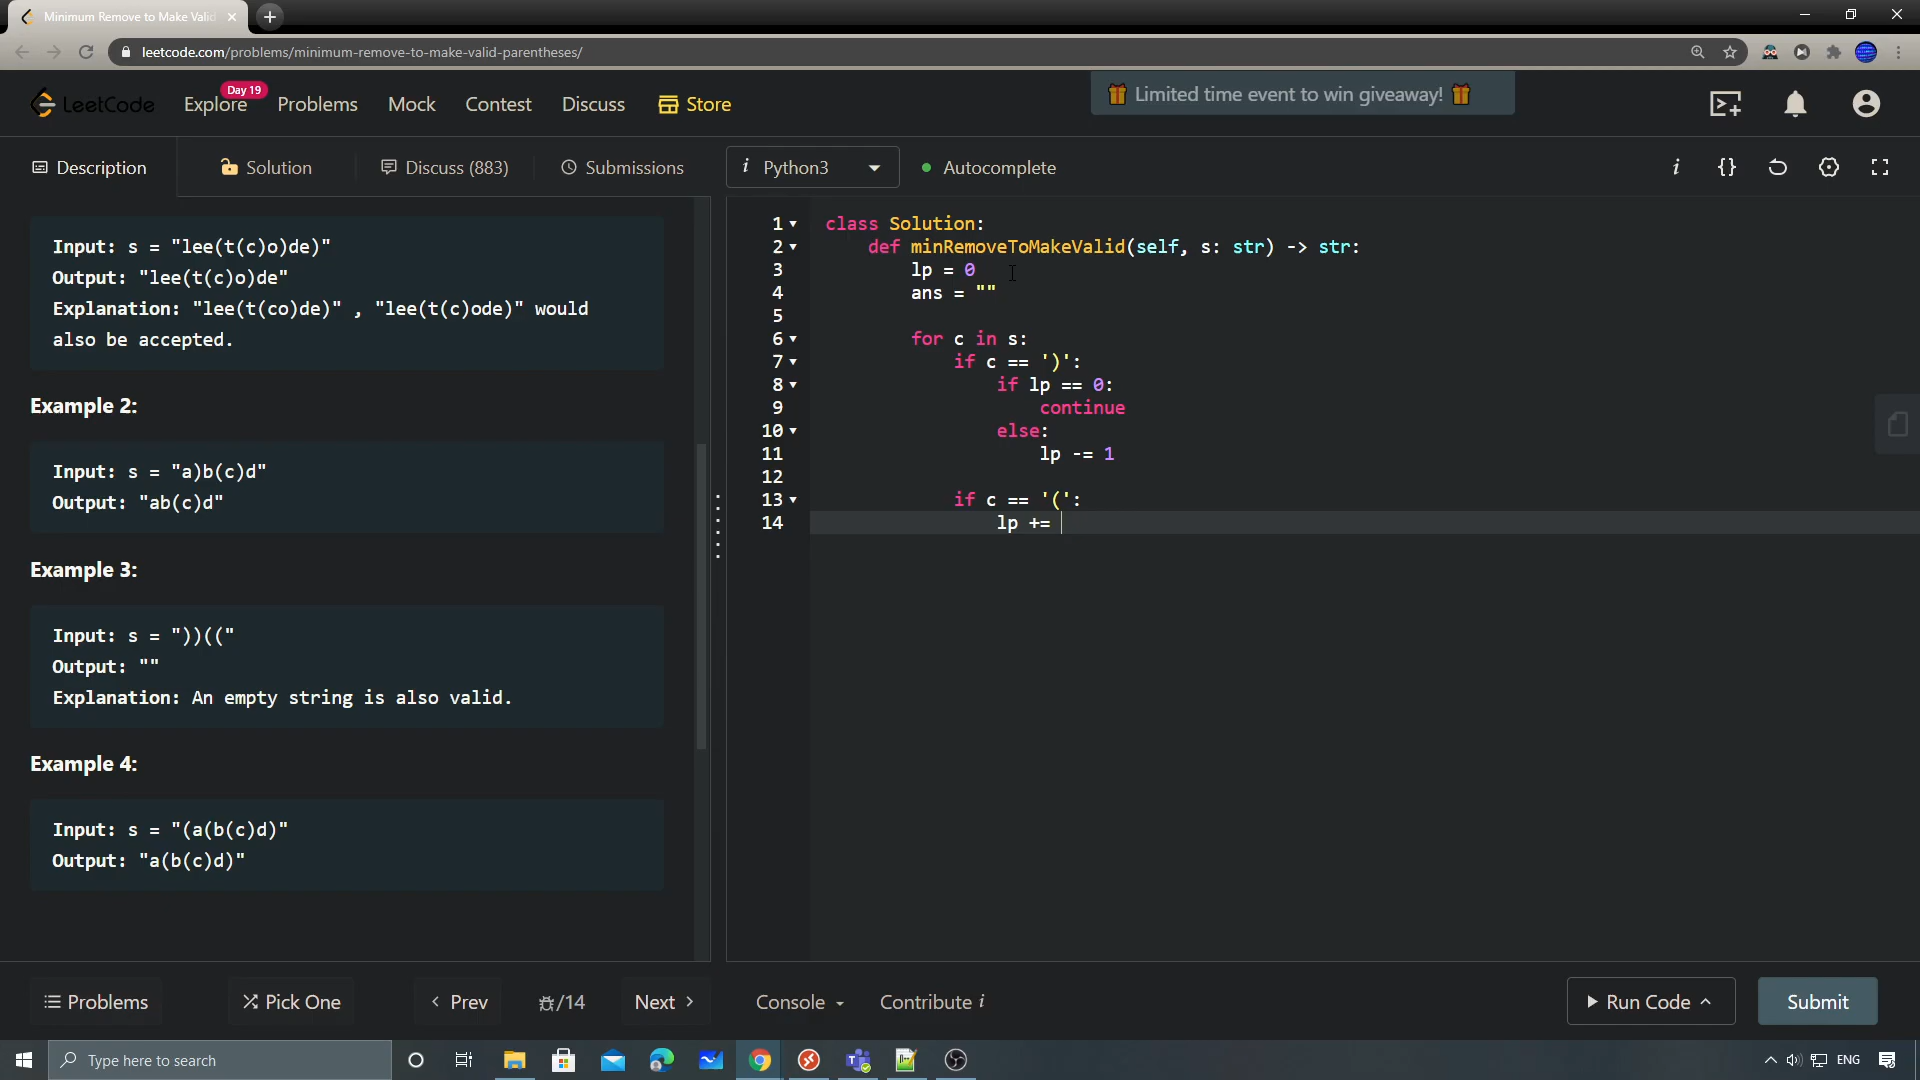 Minimum Remove to Make Valid
leetcode.com/problems/minimum-remove-to-make-valid-parentheses/
LeetCode
Explore
Day 19
Problems
Mock
Contest
Discuss
Store
Limited time event to win giveaway!
Description
Solution
Discuss (883)
Submissions
Python3
Autocomplete
Input: s = "lee(t(c)o)de)"
Output: "lee(t(c)o)de"
Explanation: "lee(t(co)de)" , "lee(t(c)ode)" would
also be accepted.
Example 2:
Input: s = "a)b(c)d"
Output: "ab(c)d"
Example 3:
Input: s = "))(("
Output: ""
Explanation: An empty string is also valid.
Example 4:
Input: s = "(a(b(c)d)"
Output: "a(b(c)d)"
1 class Solution:
2 def minRemoveToMakeValid(self, s: str) -> str:
3 lp = 0
4 ans = ""
5
6 for c in s:
7 if c == ')':
8 if lp == 0:
9 continue
10 else:
11 lp -= 1
12
13 if c == '(':
14 lp +=
Problems
Pick One
Prev
/14
Next
Console
Contribute i
Run Code
Submit
Type here to search
ENG